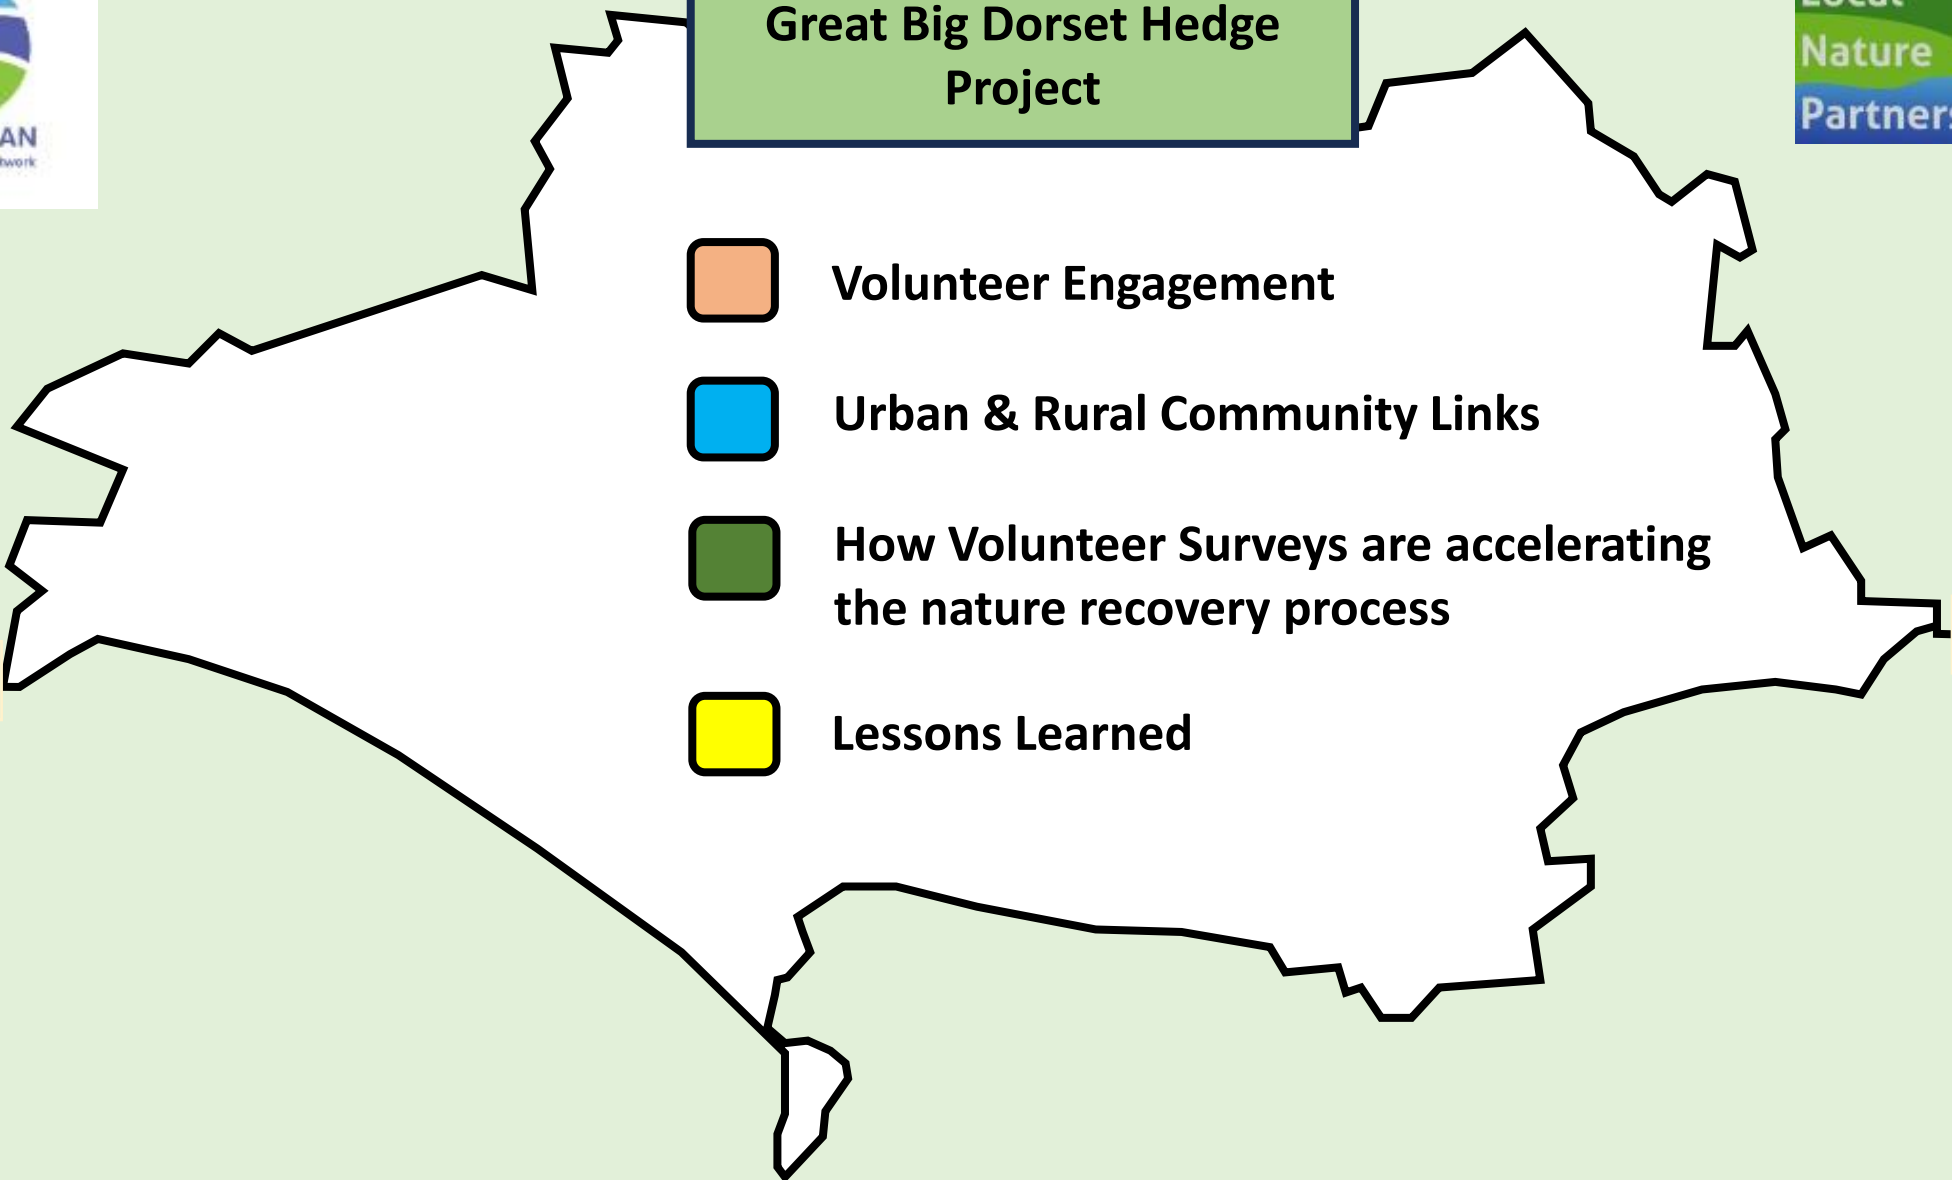 Great Big Dorset Hedge
Project
Nature
AN
twork
Volunteer Engagement
Urban & Rural Community Links
How Volunteer Surveys are accelerating
the nature recovery process
Lessons Learned